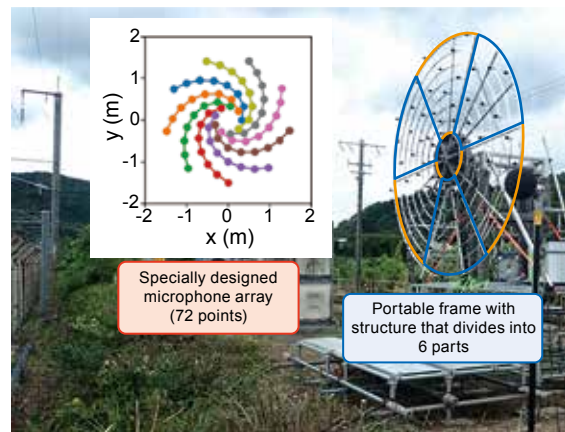 2
1
0
-1
-2
y (m)
-2
-1
0
1
2
x (m)
Specially designed
microphone array
(72 points)
Portable frame with
structure that divides into
6 parts